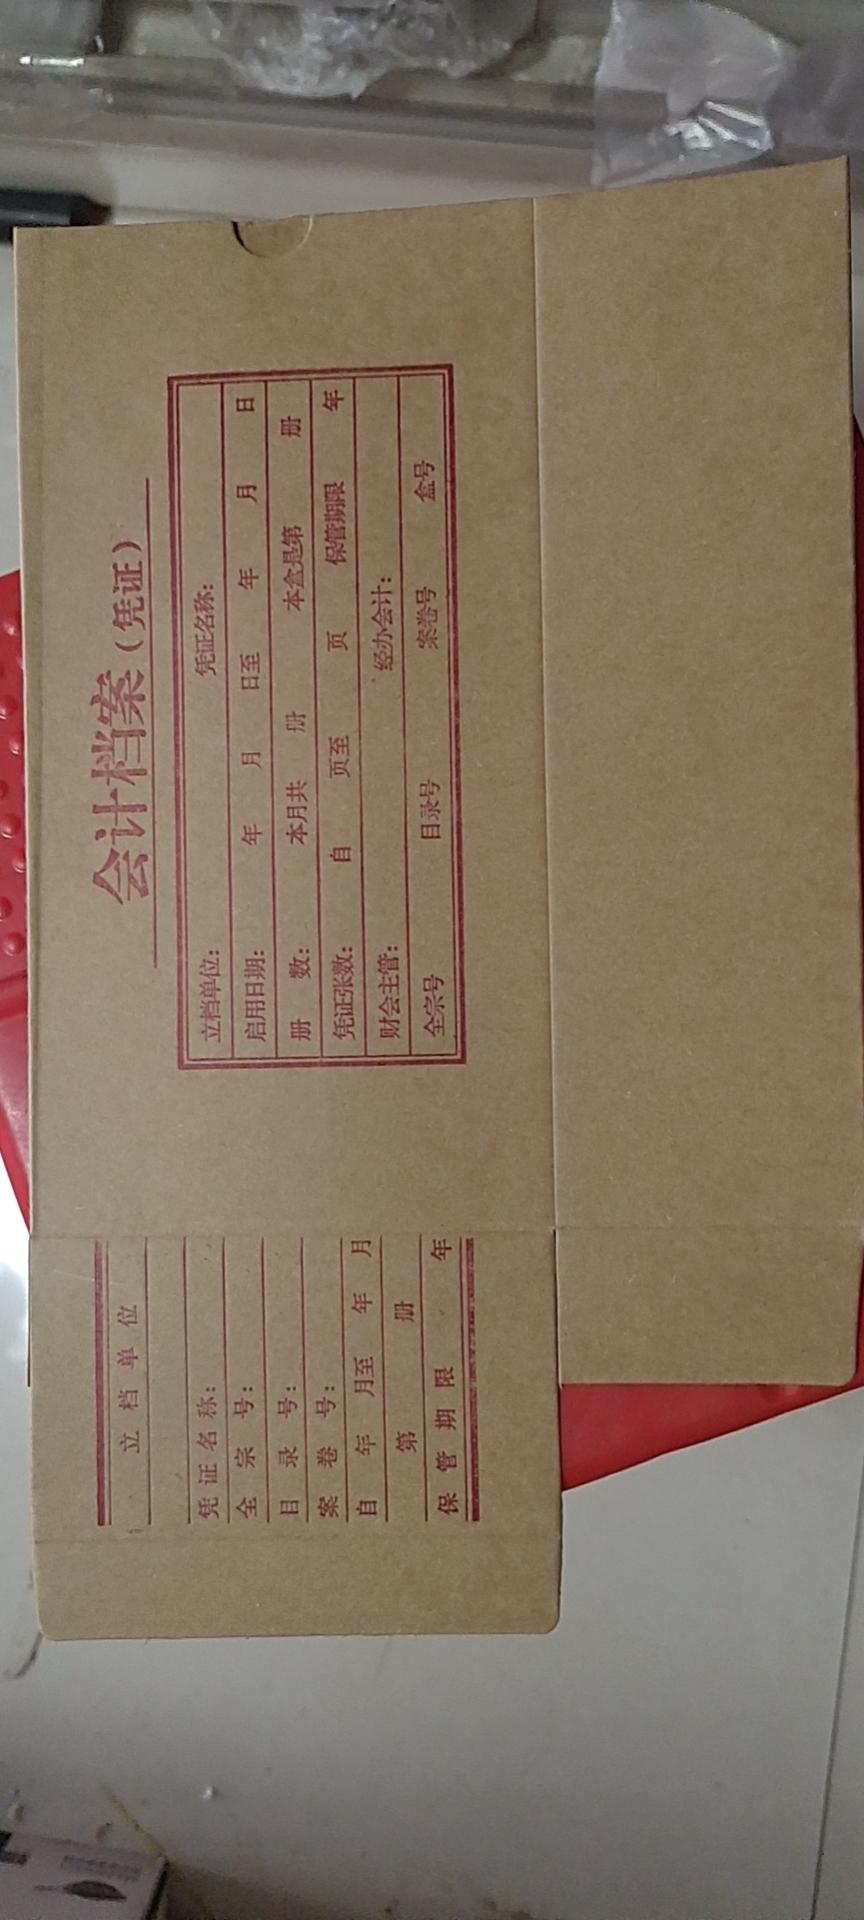 会计档案（凭证）
立档单位： 凭证名称：
启用日期： 年 月 日至 年 月 日
册 数： 本月共 册 本盒是第 册
凭证张数： 自 页至 页 保管期限 年
财会主管： 经办会计：
全宗号 目录号 案卷号 盒号
立档单位
凭证名称：
全宗号：
目录号：
案卷号：
自 年 月至 年 月
第 册
保管期限 年